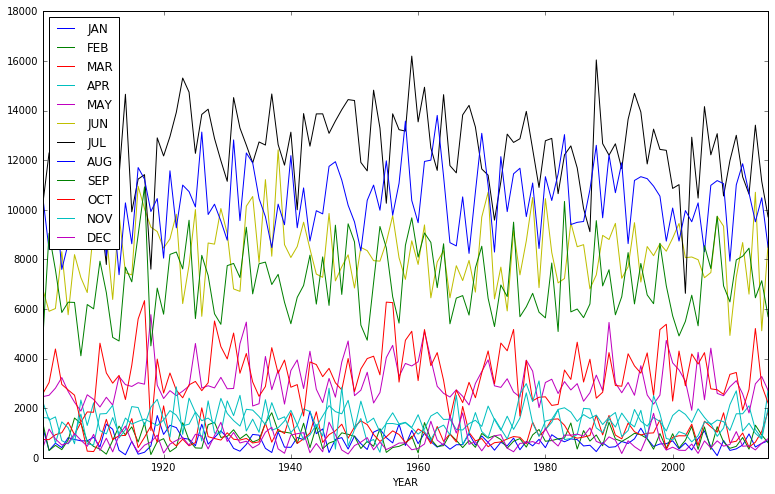 18000
16000
14000
12000
10000
8000
6000
4000
2000
0
JAN
FEB
MAR
APR
MAY
JUN
JUL
AUG
SEP
OCT
NOV
DEC
1920 1940 1960 1980 2000
YEAR